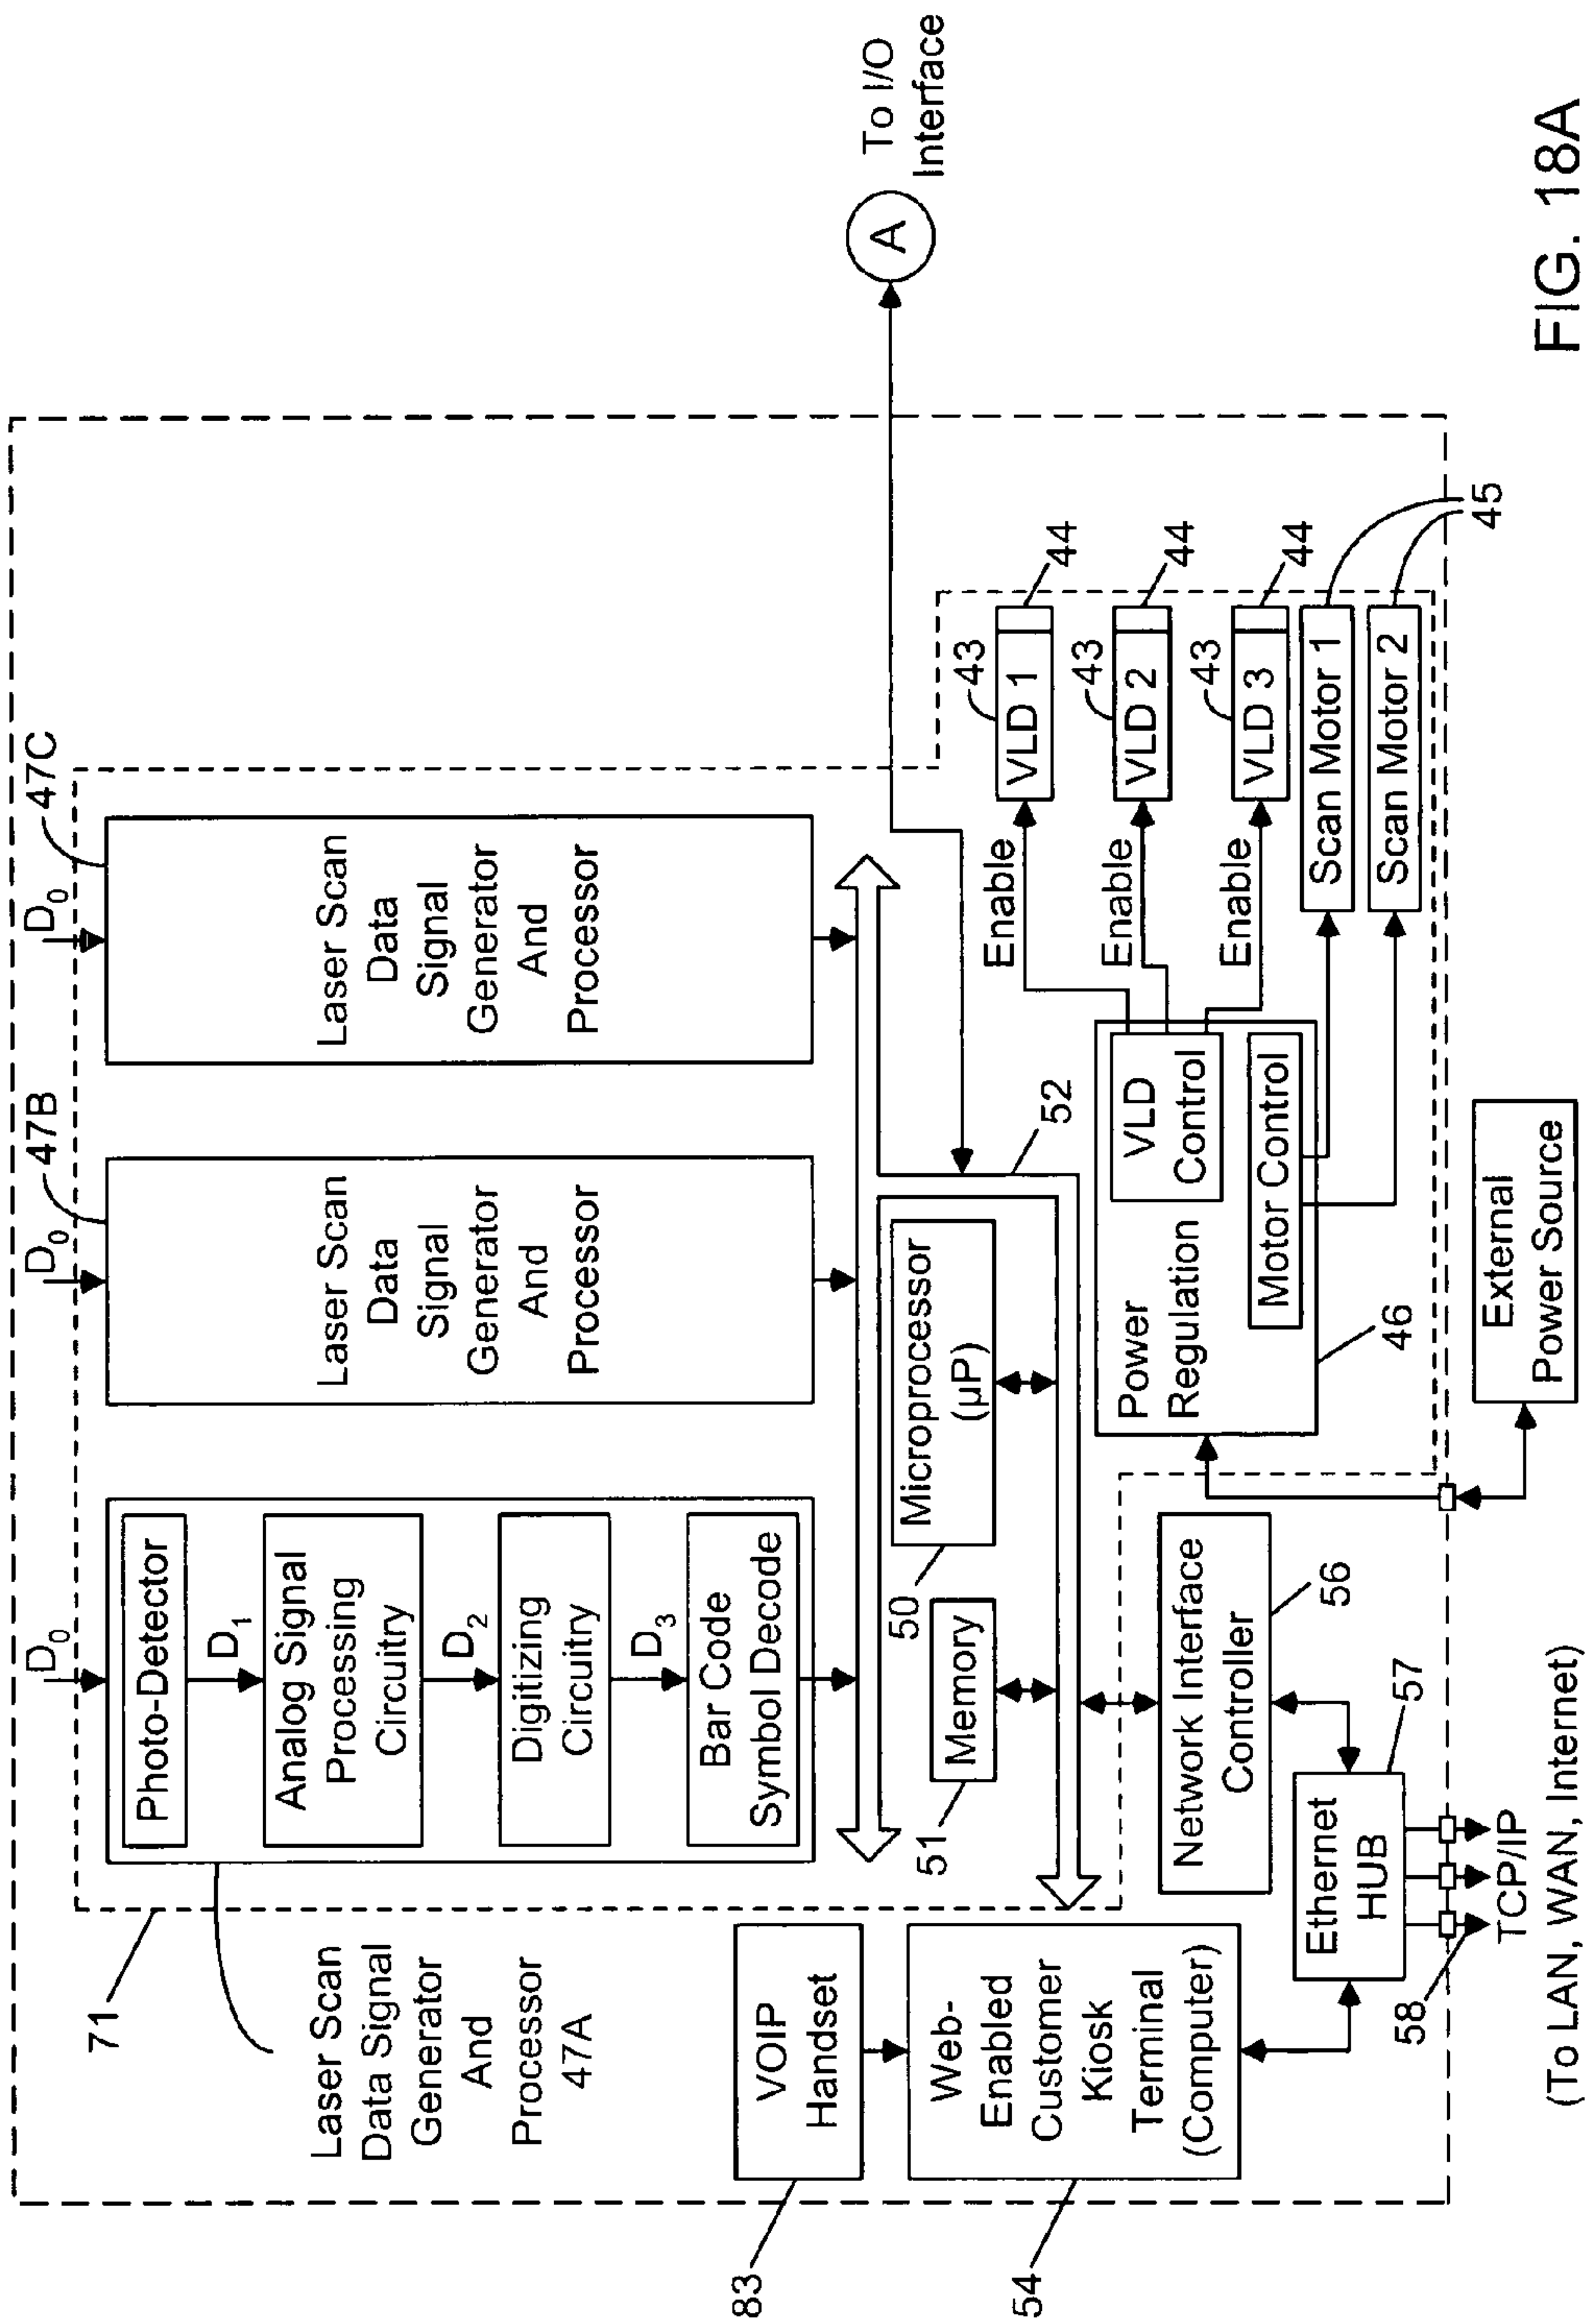 71
Laser Scan
Data Signal
Generator
And
Processor
47A
D0
Photo-Detector
D1
Analog Signal
Processing
Circuitry
D2
Digitizing
Circuitry
D3
Bar Code
Symbol Decode
D0
47B
Laser Scan
Data
Signal
Generator
And
Processor
D0
47C
Laser Scan
Data
Signal
Generator
And
Processor
83
VOIP
Handset
54
Web-
Enabled
Customer
Kiosk
Terminal
(Computer)
51
Memory
50
Microprocessor
(µP)
52
A
To I/O
Interface
Network Interface
Controller
56
Ethernet
HUB
57
58
TCP/IP
(To LAN, WAN, Internet)
Power
Regulation
VLD
Control
Motor Control
46
External
Power Source
Enable
43
VLD 1
44
Enable
43
VLD 2
44
Enable
43
VLD 3
44
Scan Motor 1
Scan Motor 2
45
FIG. 18A